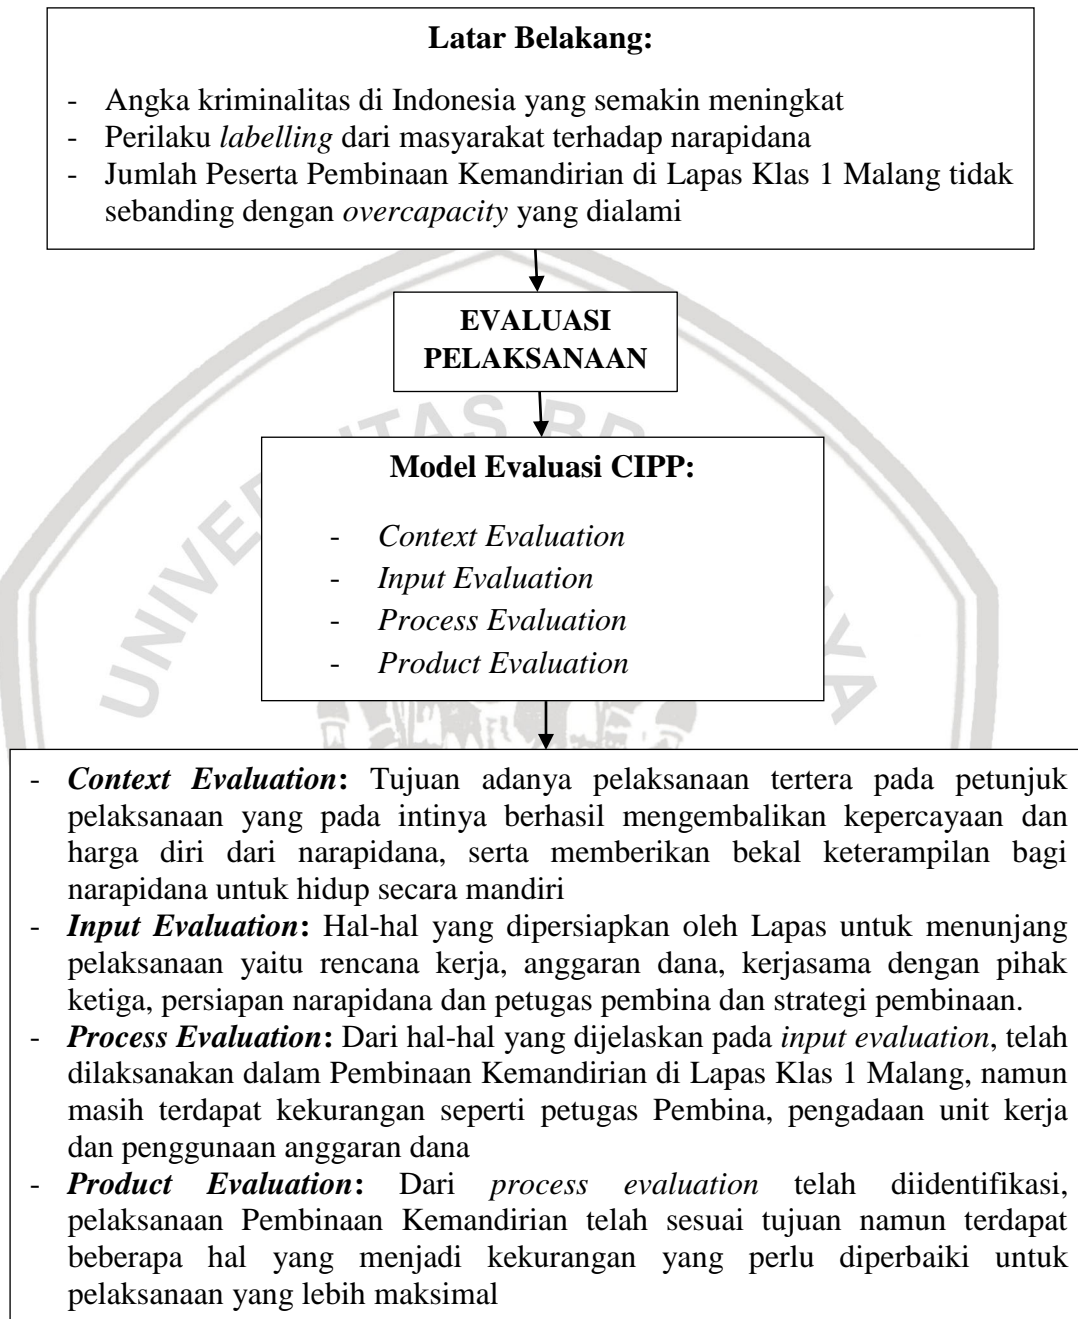 Latar Belakang:
- Angka kriminalitas di Indonesia yang semakin meningkat
- Perilaku labelling dari masyarakat terhadap narapidana
- Jumlah Peserta Pembinaan Kemandirian di Lapas Klas 1 Malang tidak
sebanding dengan overcapacity yang dialami
EVALUASI
PELAKSANAAN
Model Evaluasi CIPP:
- Context Evaluation
- Input Evaluation
- Process Evaluation
- Product Evaluation
- Context Evaluation: Tujuan adanya pelaksanaan tertera pada petunjuk
pelaksanaan yang pada intinya berhasil mengembalikan kepercayaan dan
harga diri dari narapidana, serta memberikan bekal keterampilan bagi
narapidana untuk hidup secara mandiri
- Input Evaluation: Hal-hal yang dipersiapkan oleh Lapas untuk menunjang
pelaksanaan yaitu rencana kerja, anggaran dana, kerjasama dengan pihak
ketiga, persiapan narapidana dan petugas pembina dan strategi pembinaan.
- Process Evaluation: Dari hal-hal yang dijelaskan pada input evaluation, telah
dilaksanakan dalam Pembinaan Kemandirian di Lapas Klas 1 Malang, namun
masih terdapat kekurangan seperti petugas Pembina, pengadaan unit kerja
dan penggunaan anggaran dana
- Product Evaluation: Dari process evaluation telah diidentifikasi,
pelaksanaan Pembinaan Kemandirian telah sesuai tujuan namun terdapat
beberapa hal yang menjadi kekurangan yang perlu diperbaiki untuk
pelaksanaan yang lebih maksimal